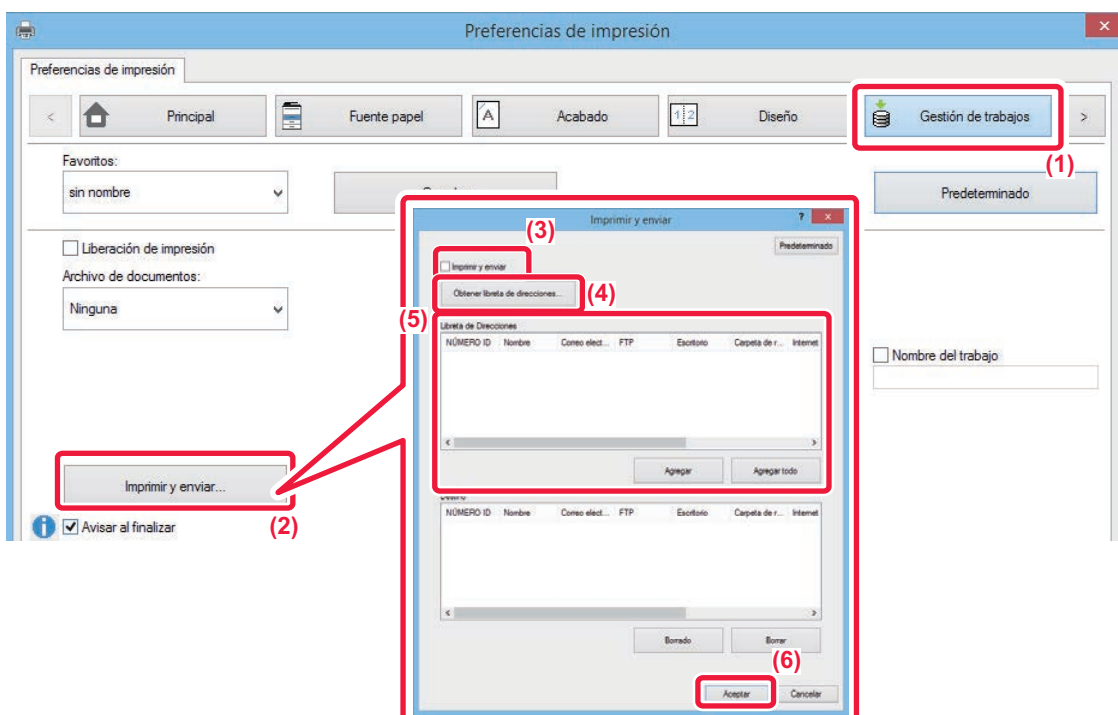 Preferencias de impresión
Preferencias de impresión
< Principal Fuente papel A Acabado 1 2 Diseño Gestión de trabajos >
(1)
Favoritos:
sin nombre
Predeterminado
Liberación de impresión
Archivo de documentos:
Ninguna
Nombre del trabajo
Imprimir y enviar...
(2)
Avisar al finalizar
Imprimir y enviar ? x
(3)
Predeterminado
Imprimir y enviar
Obtener libreta de direcciones...
(4)
(5)
Libreta de Direcciones
NÚMERO ID Nombre Correo elect... FTP Escritorio Carpeta de r... Internet
Agregar Agregar todo
NÚMERO ID Nombre Correo elect... FTP Escritorio Carpeta de r... Internet
Borrado Borrar
(6)
Aceptar Cancelar